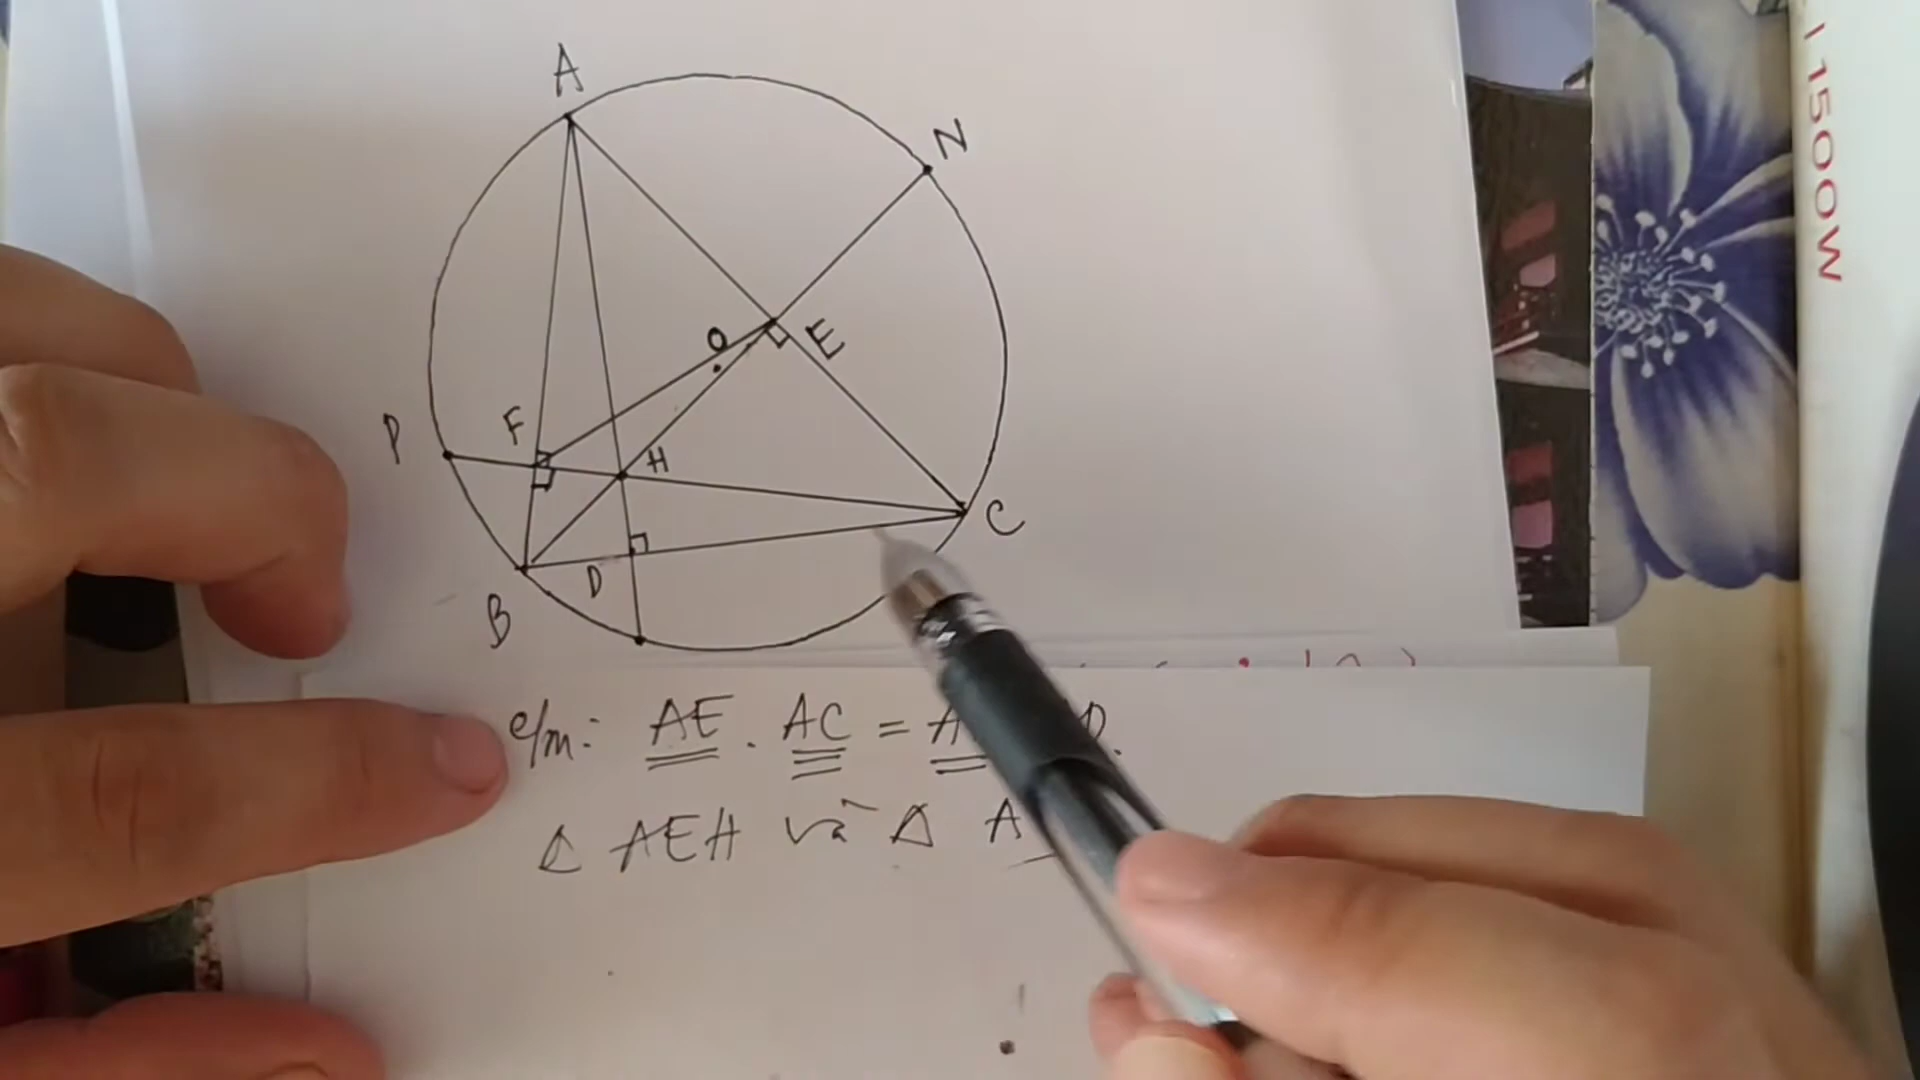 A
N
O
E
F
P
H
C
D
B
c/m: AE . AC = A D.
Δ AEH và Δ A
1500W